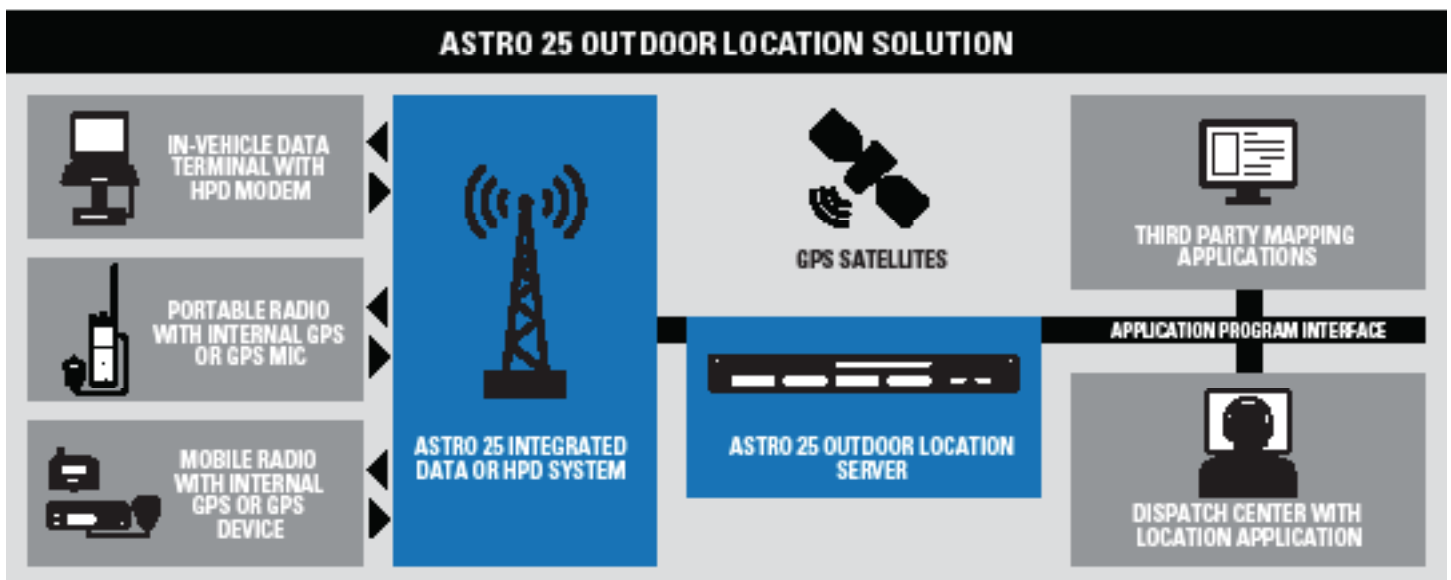 ASTRO 25 OUTDOOR LOCATION SOLUTION
IN-VEHICLE DATA
TERMINAL WITH
HPD MODEM
PORTABLE RADIO
WITH INTERNAL GPS
OR GPS MIC
MOBILE RADIO
WITH INTERNAL
GPS OR GPS
DEVICE
ASTRO 25 INTEGRATED
DATA OR HPD SYSTEM
GPS SATELLITES
ASTRO 25 OUTDOOR LOCATION
SERVER
THIRD PARTY MAPPING
APPLICATIONS
APPLICATION PROGRAM INTERFACE
DISPATCH CENTER WITH
LOCATION APPLICATION